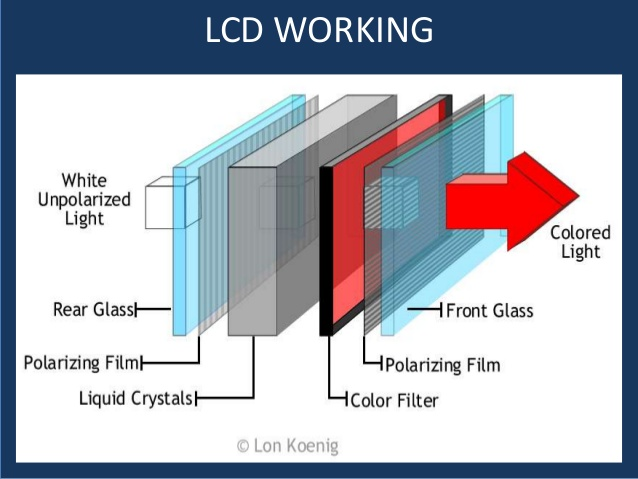 LCD WORKING
White
Unpolarized
Light
Colored
Light
Rear Glass
Front Glass
Polarizing Film
Polarizing Film
Liquid Crystals
Color Filter
© Lon Koenig